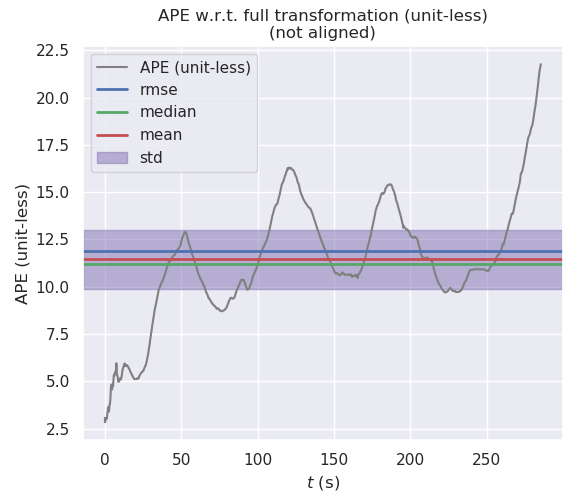 APE w.r.t. full transformation (unit-less)
(not aligned)
22.5
20.0
17.5
15.0
12.5
10.0
7.5
5.0
2.5
APE (unit-less)
APE (unit-less)
rmse
median
mean
std
0 50 100 150 200 250
t (s)